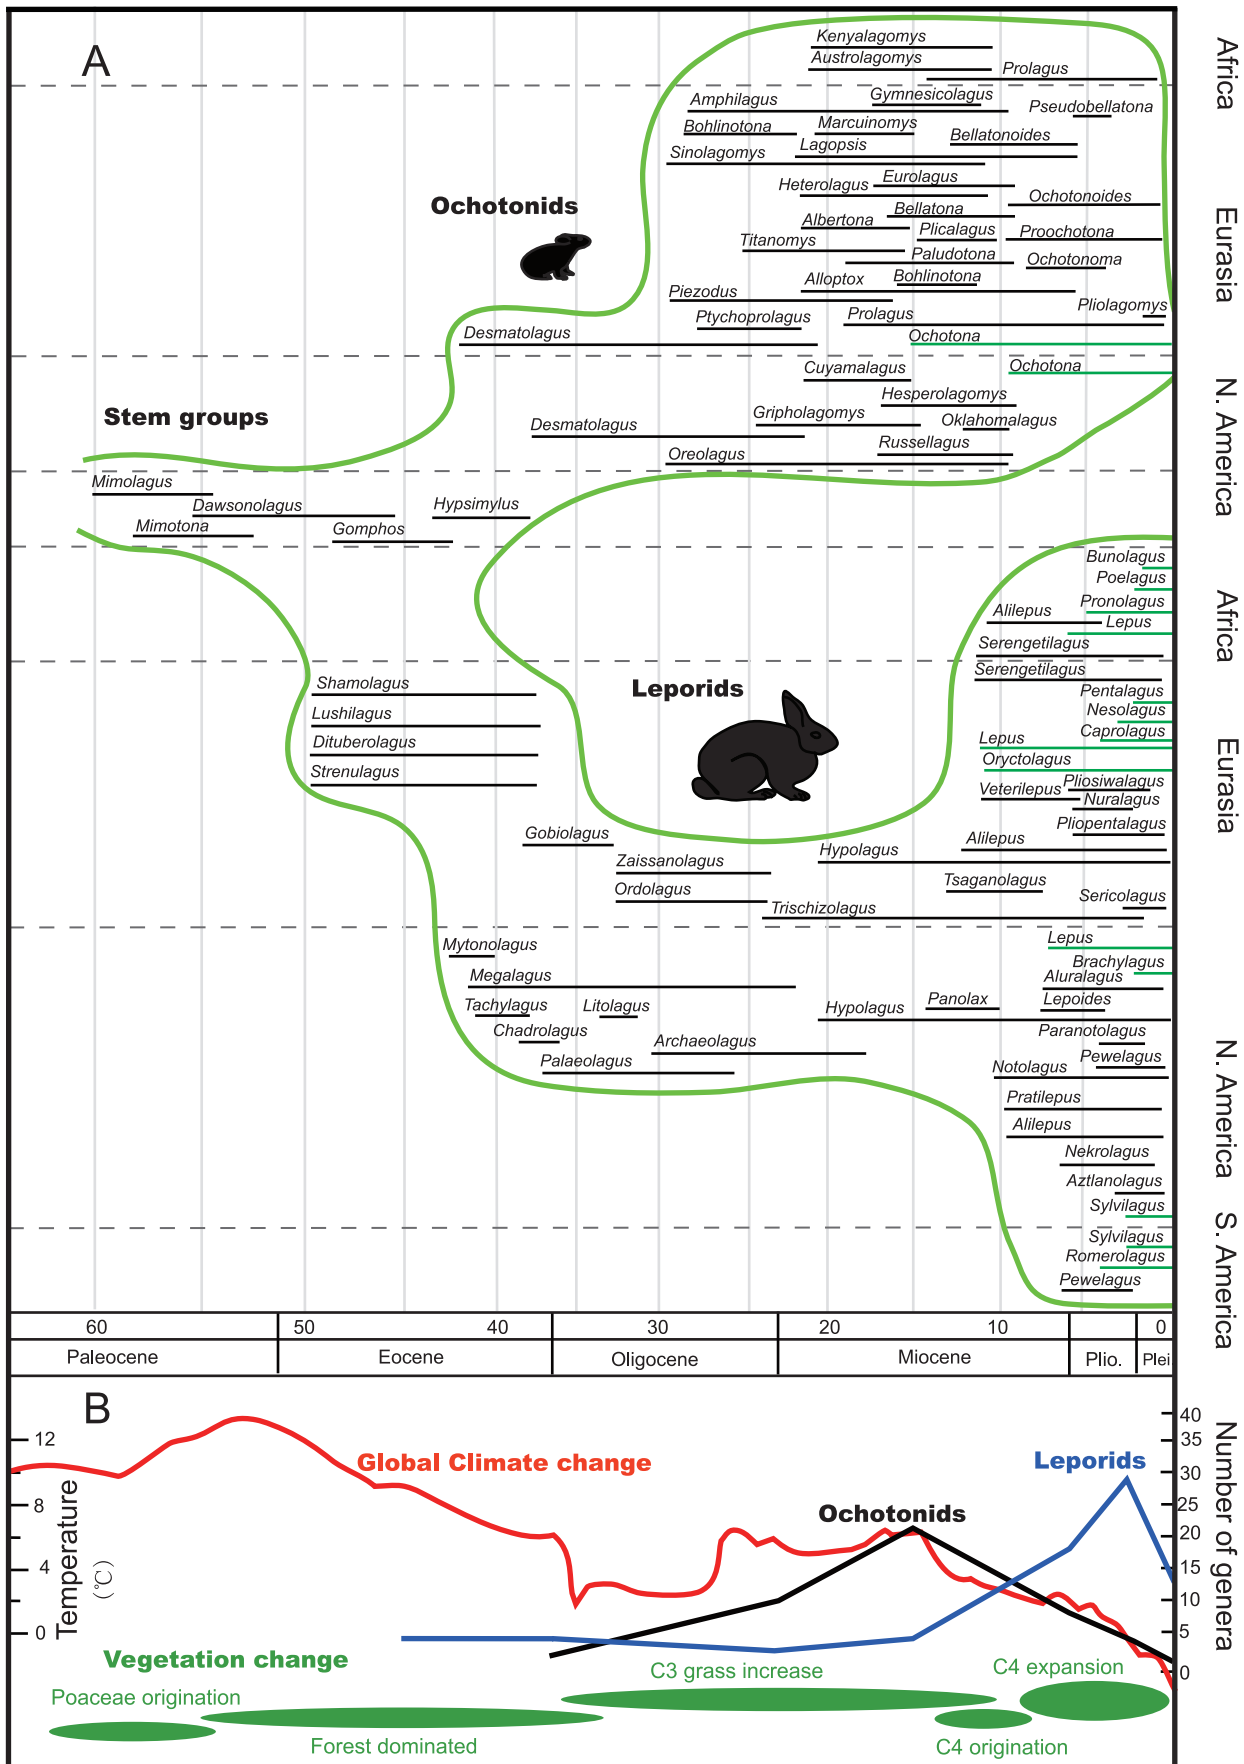 A
Kenyalagomys
Austrolagomys
Prolagus
Africa
Gymnesicolagus
Amphilagus
Pseudobellatona
Bohlinotona
Marcuinomys
Bellatonoides
Lagopsis
Sinolagomys
Eurolagus
Heterolagus
Ochotonoides
Ochotonids
Bellatona
Albertona
Plicalagus
Proochotona
Titanomys
Paludotona
Ochotonoma
Eurasia
Alloptox
Bohlinotona
Piezodus
Pliolagomys
Ptychoprolagus
Prolagus
Desmatolagus
Ochotona
Cuyamalagus
Ochotona
Hesperolagomys
Stem groups
Gripholagomys
Oklahomalagus
Desmatolagus
Russellagus
Oreolagus
N. America
Mimolagus
Dawsonolagus
Hypsimylus
Mimotona
Gomphos
Bunolagus
Poelagus
Pronolagus
Alilepus
Lepus
Serengetilagus
Africa
Serengetilagus
Shamolagus
Leporids
Pentalagus
Lushilagus
Nesolagus
Caprolagus
Dituberolagus
Lepus
Oryctolagus
Strenulagus
Pliosiwalagus
Veterilepus
Nuralagus
Eurasia
Gobiolagus
Pliopentalagus
Alilepus
Zaissanolagus
Hypolagus
Tsaganolagus
Ordolagus
Sericolagus
Trischizolagus
Mytonolagus
Lepus
Brachylagus
Megalagus
Aluralagus
Tachylagus
Litolagus
Panolax
Lepoides
Hypolagus
Chadrolagus
Paranotolagus
Archaeolagus
Palaeolagus
Pewelagus
Notolagus
Pratilepus
Alilepus
Nekrolagus
Aztlanolagus
Sylvilagus
N. America
Sylvilagus
Romerolagus
Pewelagus
S. America
60 50 40 30 20 10 0
Paleocene Eocene Oligocene Miocene Plio. Plei.
B
12
8
4
0
Temperature
(℃)
Global Climate change
Leporids
Ochotonids
40
35
30
25
20
15
10
5
0
Number of genera
Vegetation change
C3 grass increase
C4 expansion
Poaceae origination
Forest dominated
C4 origination